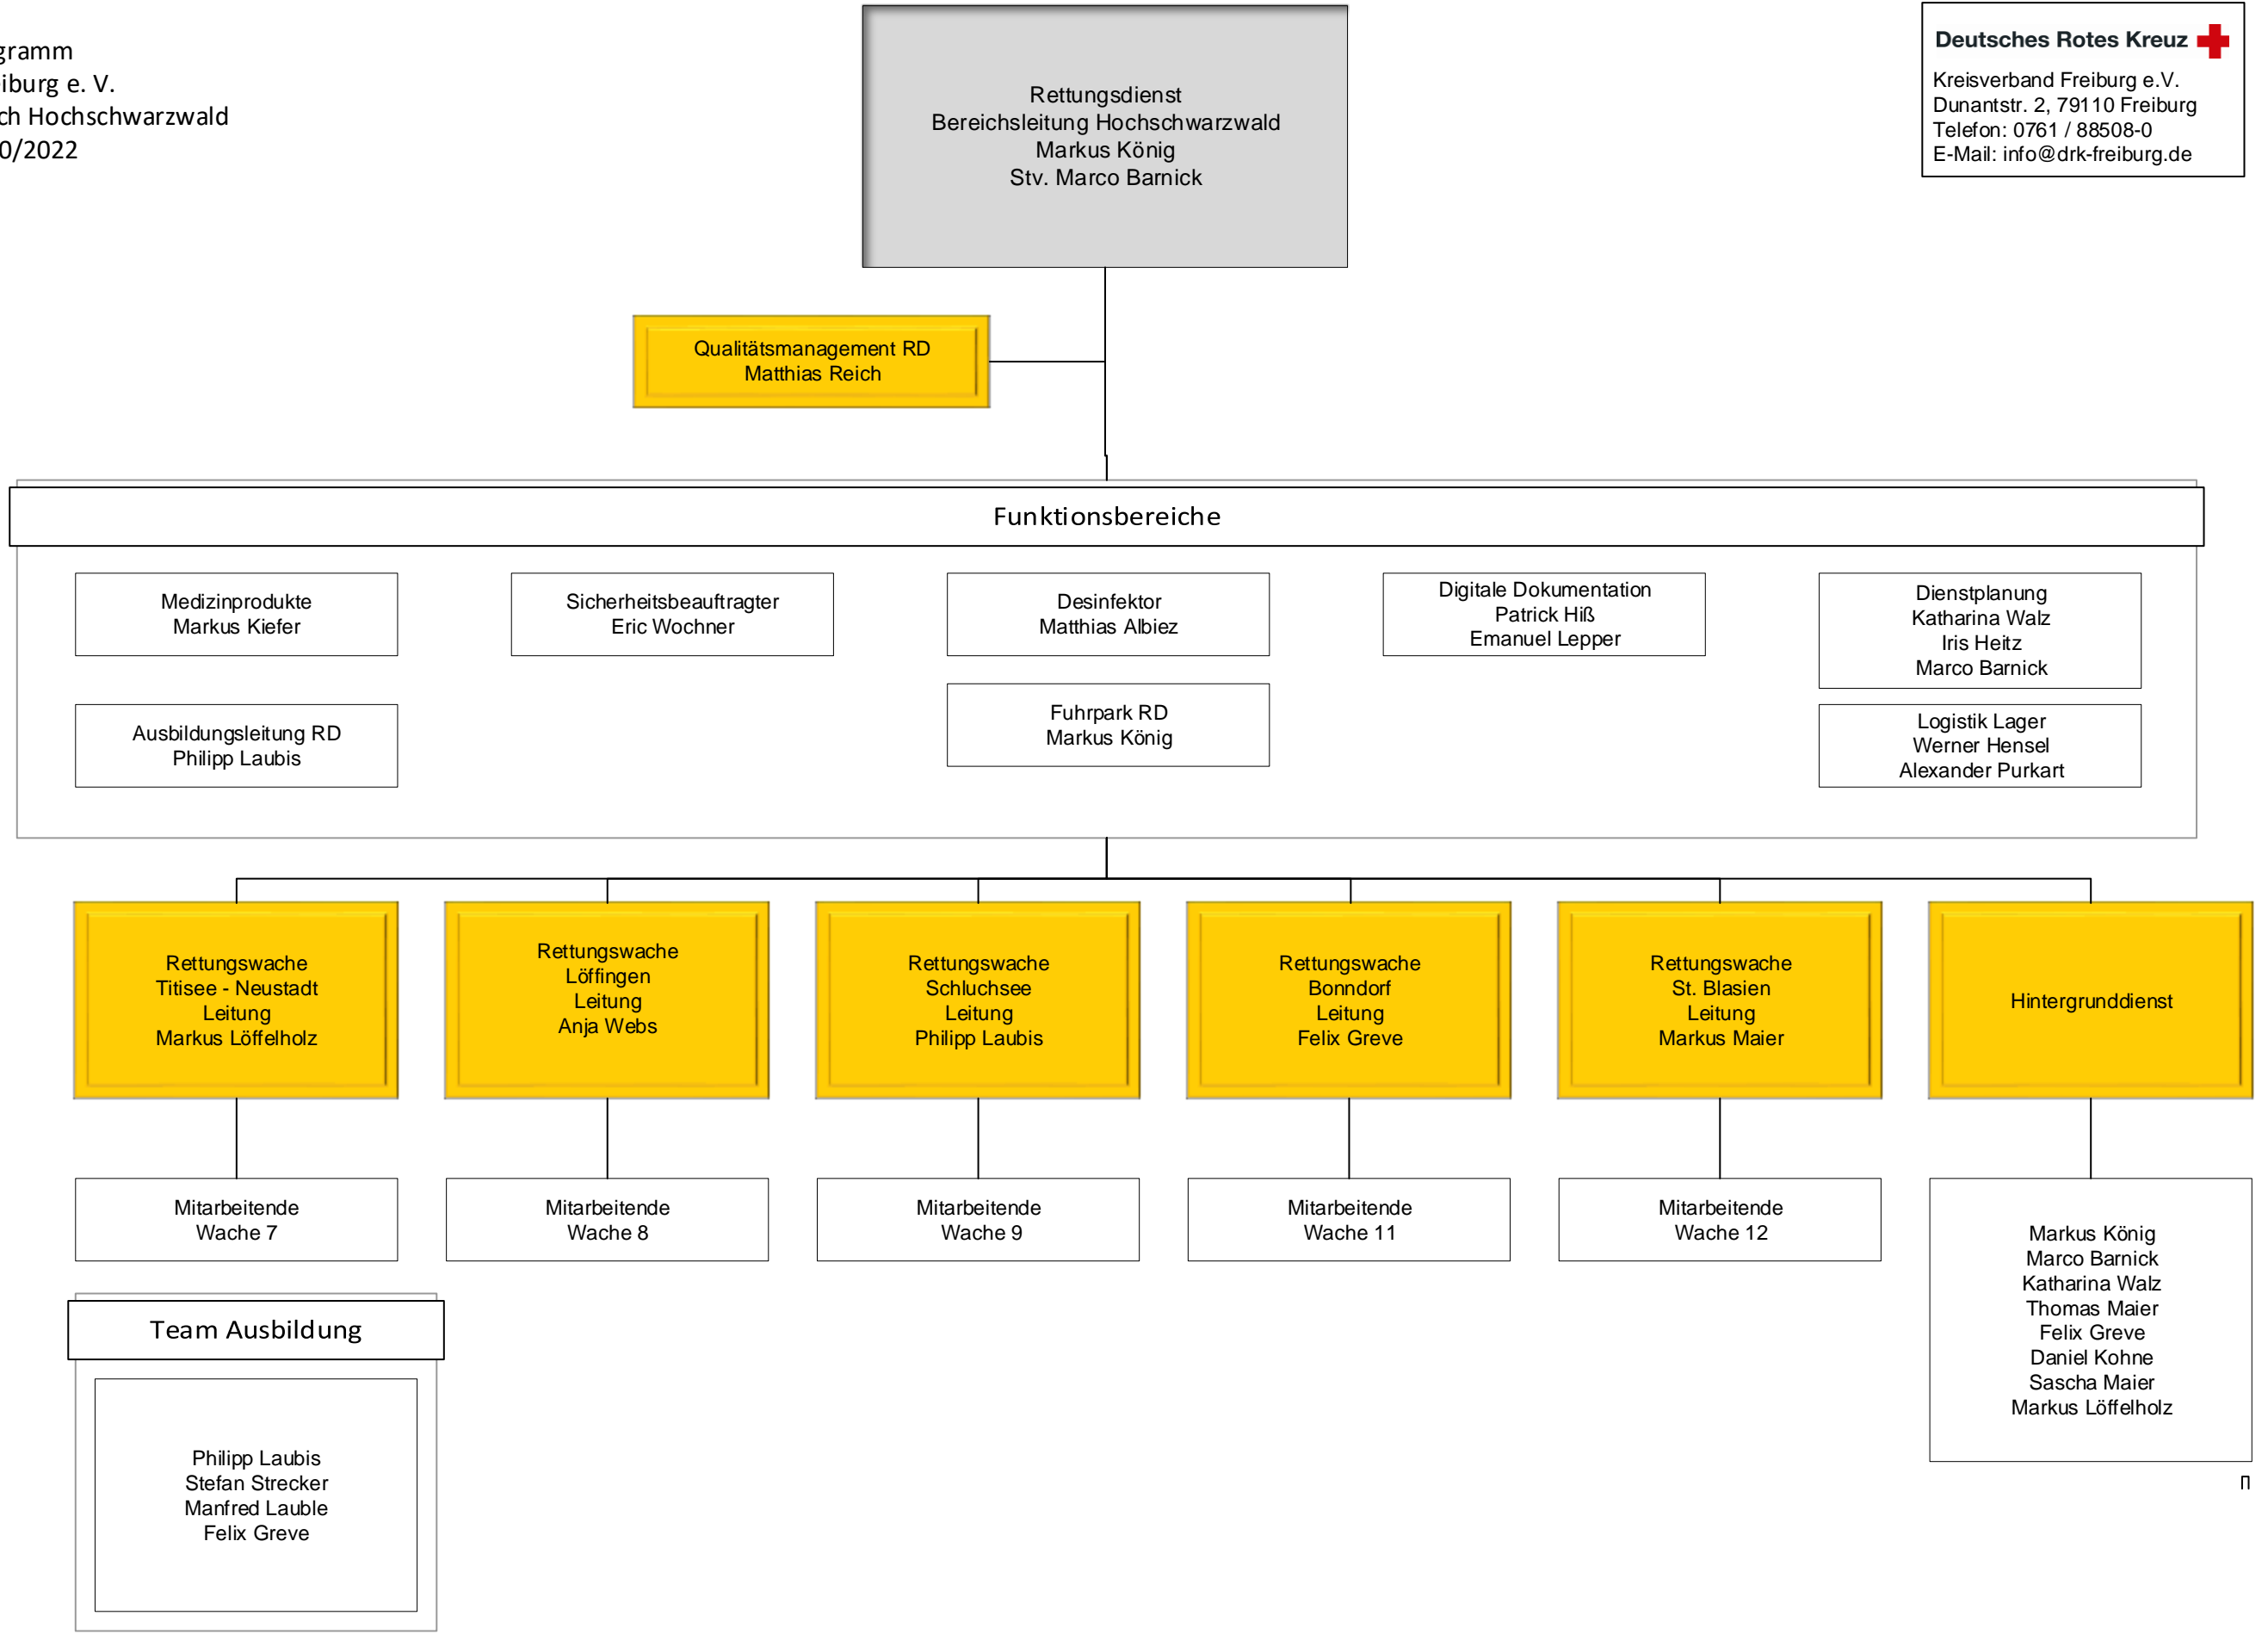 gramm
eiburg e. V.
ch Hochschwarzwald
0/2022
Rettungsdienst
Bereichsleitung Hochschwarzwald
Markus König
Stv. Marco Barnick
Deutsches Rotes Kreuz
Kreisverband Freiburg e.V.
Dunantstr. 2, 79110 Freiburg
Telefon: 0761 / 88508-0
E-Mail: info@drk-freiburg.de
Qualitätsmanagement RD
Matthias Reich
Funktionsbereiche
Medizinprodukte
Markus Kiefer
Sicherheitsbeauftragter
Eric Wochner
Desinfektor
Matthias Albiez
Digitale Dokumentation
Patrick Hiß
Emanuel Lepper
Dienstplanung
Katharina Walz
Iris Heitz
Marco Barnick
Ausbildungsleitung RD
Philipp Laubis
Fuhrpark RD
Markus König
Logistik Lager
Werner Hensel
Alexander Purkart
Rettungswache
Titisee - Neustadt
Leitung
Markus Löffelholz
Rettungswache
Löffingen
Leitung
Anja Webs
Rettungswache
Schluchsee
Leitung
Philipp Laubis
Rettungswache
Bonndorf
Leitung
Felix Greve
Rettungswache
St. Blasien
Leitung
Markus Maier
Hintergrunddienst
Mitarbeitende
Wache 7
Mitarbeitende
Wache 8
Mitarbeitende
Wache 9
Mitarbeitende
Wache 11
Mitarbeitende
Wache 12
Markus König
Marco Barnick
Katharina Walz
Thomas Maier
Felix Greve
Daniel Kohne
Sascha Maier
Markus Löffelholz
Team Ausbildung
Philipp Laubis
Stefan Strecker
Manfred Lauble
Felix Greve